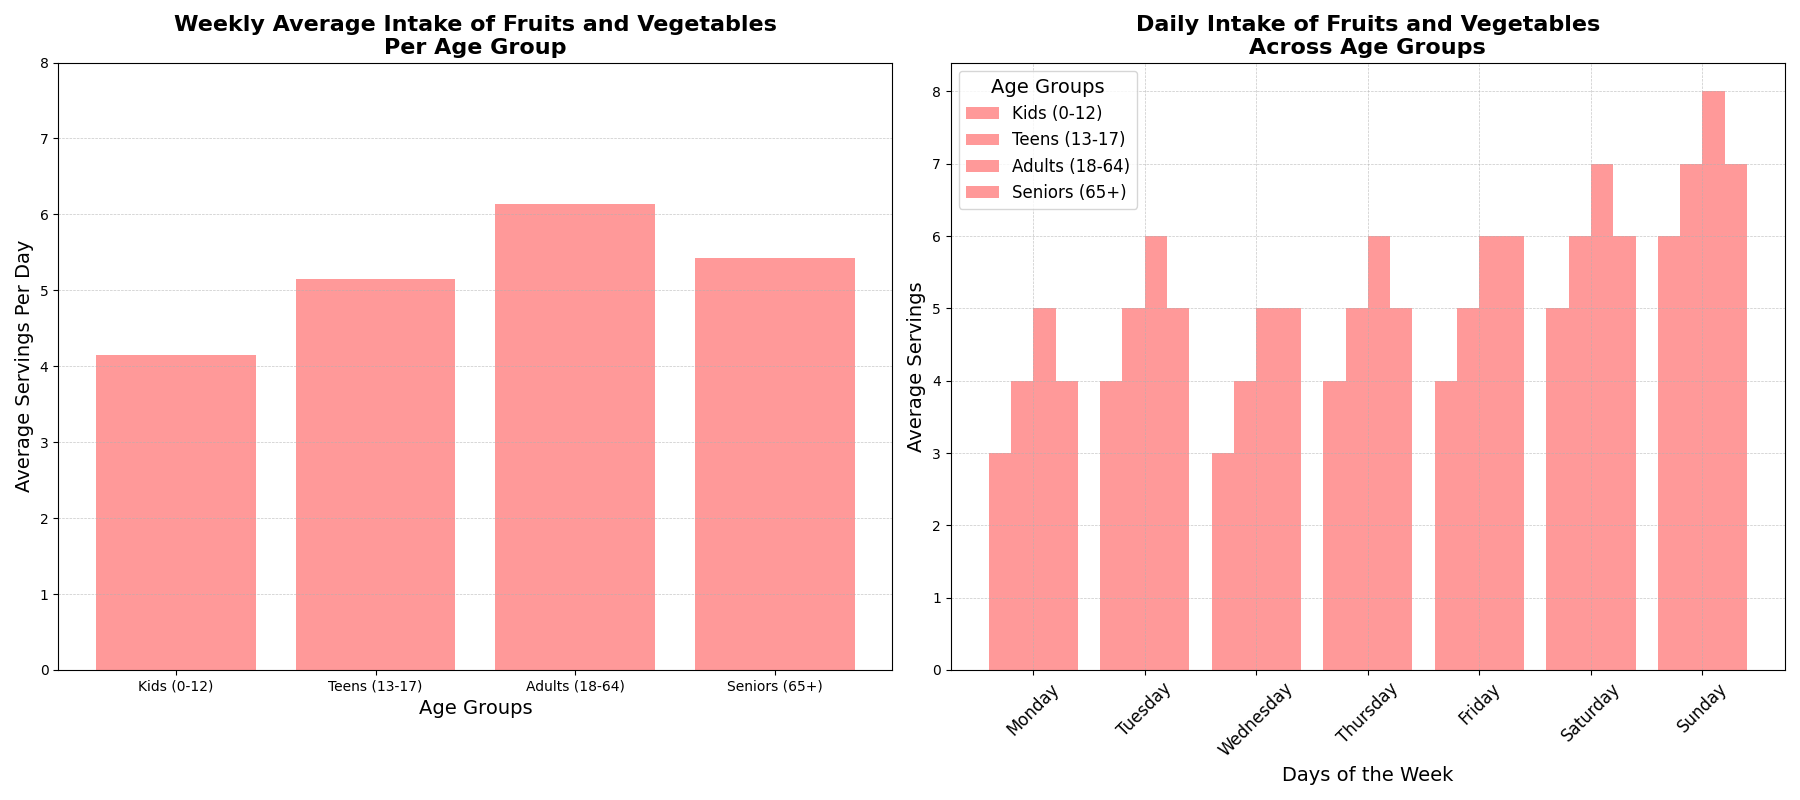 Weekly Average Intake of Fruits and Vegetables
Per Age Group
8
7
6
5
4
3
2
1
0
Average Servings Per Day
Kids (0-12)
Teens (13-17)
Adults (18-64)
Seniors (65+)
Age Groups
Daily Intake of Fruits and Vegetables
Across Age Groups
Age Groups
Kids (0-12)
Teens (13-17)
Adults (18-64)
Seniors (65+)
8
7
6
5
4
3
2
1
0
Average Servings
Monday
Tuesday
Wednesday
Thursday
Friday
Saturday
Sunday
Days of the Week